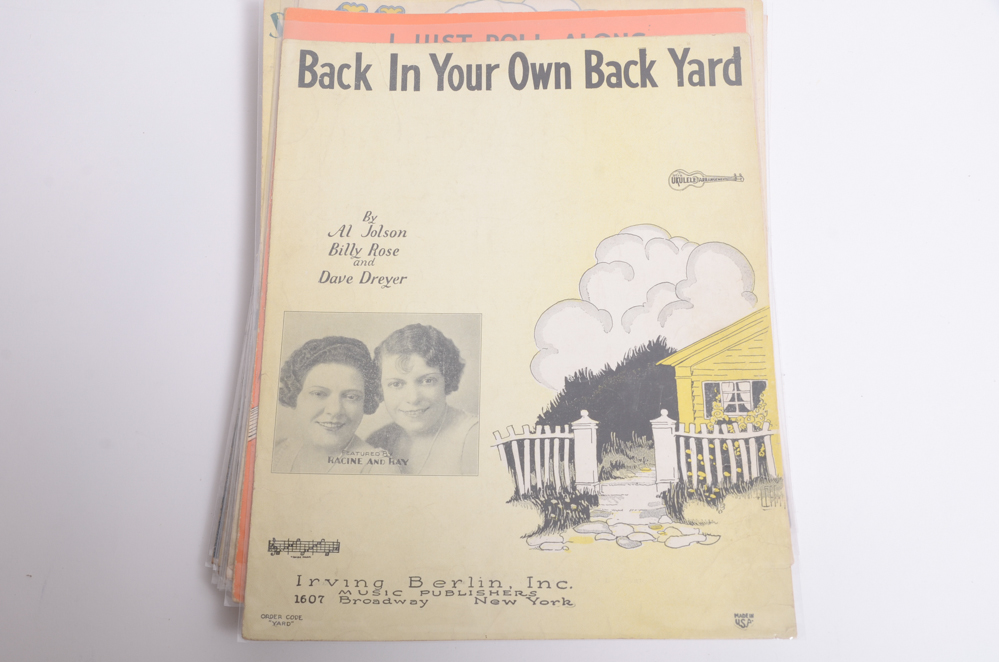 I JUST ROLL ALONG
Back In Your Own Back Yard
UKULELE
By
Al Jolson
Billy Rose
and
Dave Dreyer
FEATURED BY
RACINE AND RAY
Irving Berlin, Inc.
MUSIC PUBLISHERS
1607 Broadway New York
ORDER CODE
"YARD"
MADE IN
U.S.A.